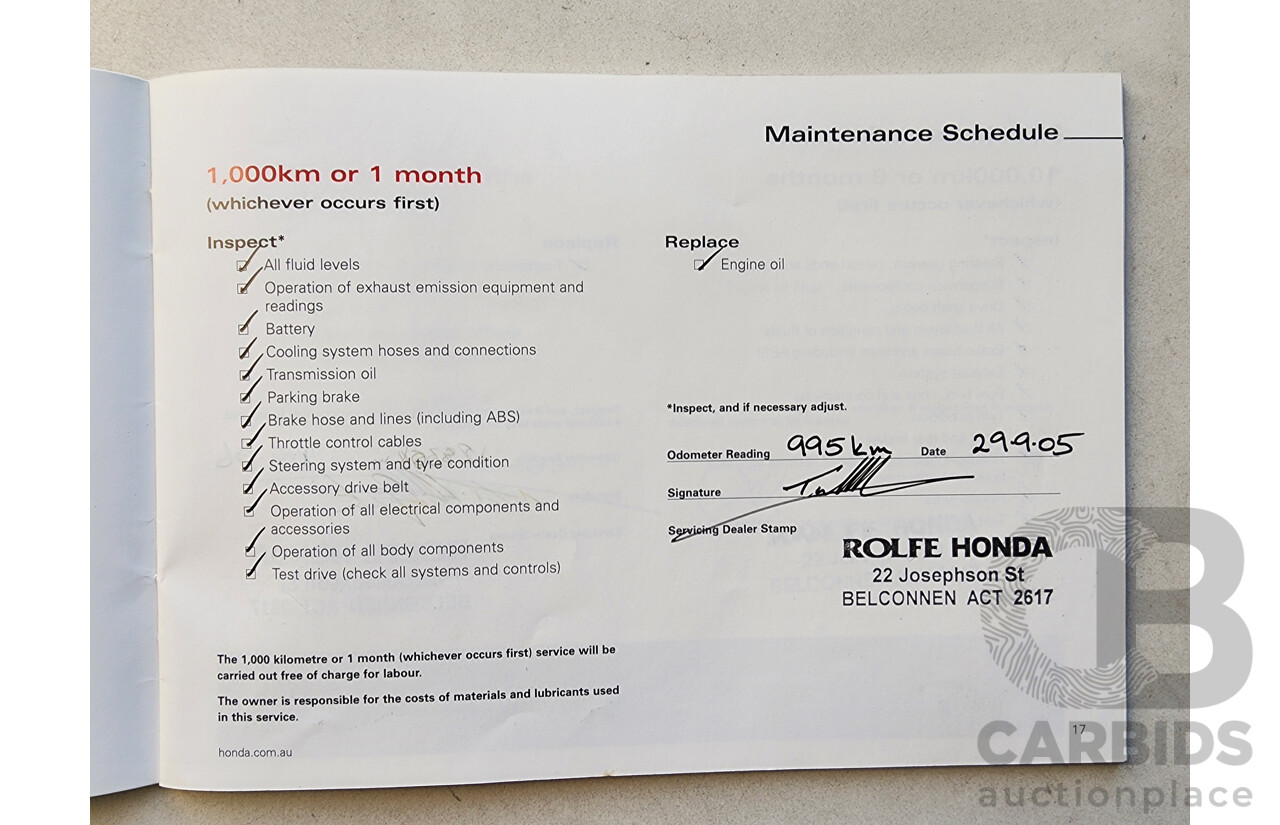 Maintenance Schedule
1,000km or 1 month
(whichever occurs first)
Inspect*
All fluid levels
Operation of exhaust emission equipment and
readings
Battery
Cooling system hoses and connections
Transmission oil
Parking brake
Brake hose and lines (including ABS)
Throttle control cables
Steering system and tyre condition
Accessory drive belt
Operation of all electrical components and
accessories
Operation of all body components
Test drive (check all systems and controls)
The 1,000 kilometre or 1 month (whichever occurs first) service will be
carried out free of charge for labour.
The owner is responsible for the costs of materials and lubricants used
in this service.
honda.com.au
Replace
Engine oil
*Inspect, and if necessary adjust.
Odometer Reading 995km Date 29.9.05
Signature
Servicing Dealer Stamp
ROLFE HONDA
22 Josephson St
BELCONNEN ACT 2617
17
CARBIDS
auctionplace